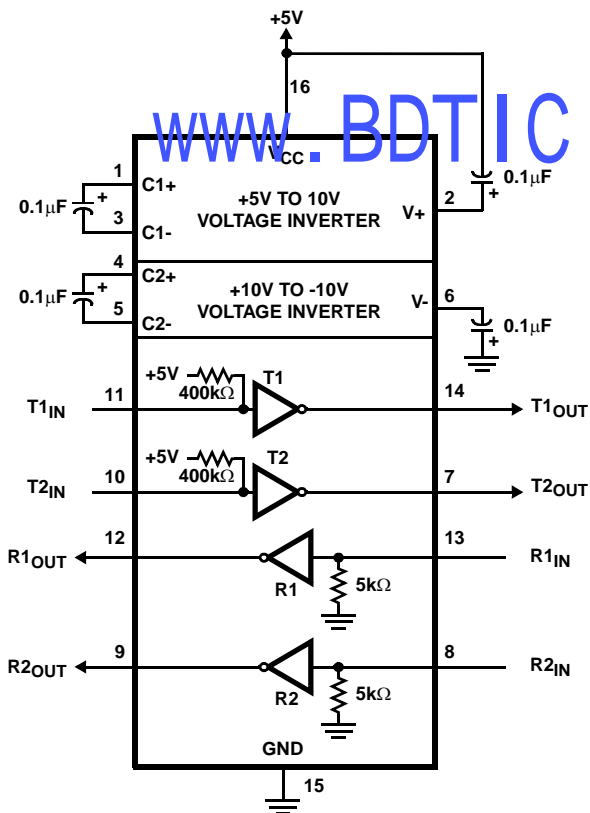 +5V
16
www.BDTIC
VCC
1
C1+
+
0.1μF
3
C1-
+5V TO 10V
VOLTAGE INVERTER
V+
2
0.1μF
+
4
C2+
+
0.1μF
5
C2-
+10V TO -10V
VOLTAGE INVERTER
V-
6
0.1μF
+
+5V
400kΩ
T1
T1IN
11
14
T1OUT
+5V
400kΩ
T2
T2IN
10
7
T2OUT
R1OUT
12
13
R1IN
R1
5kΩ
R2OUT
9
8
R2IN
R2
5kΩ
GND
15